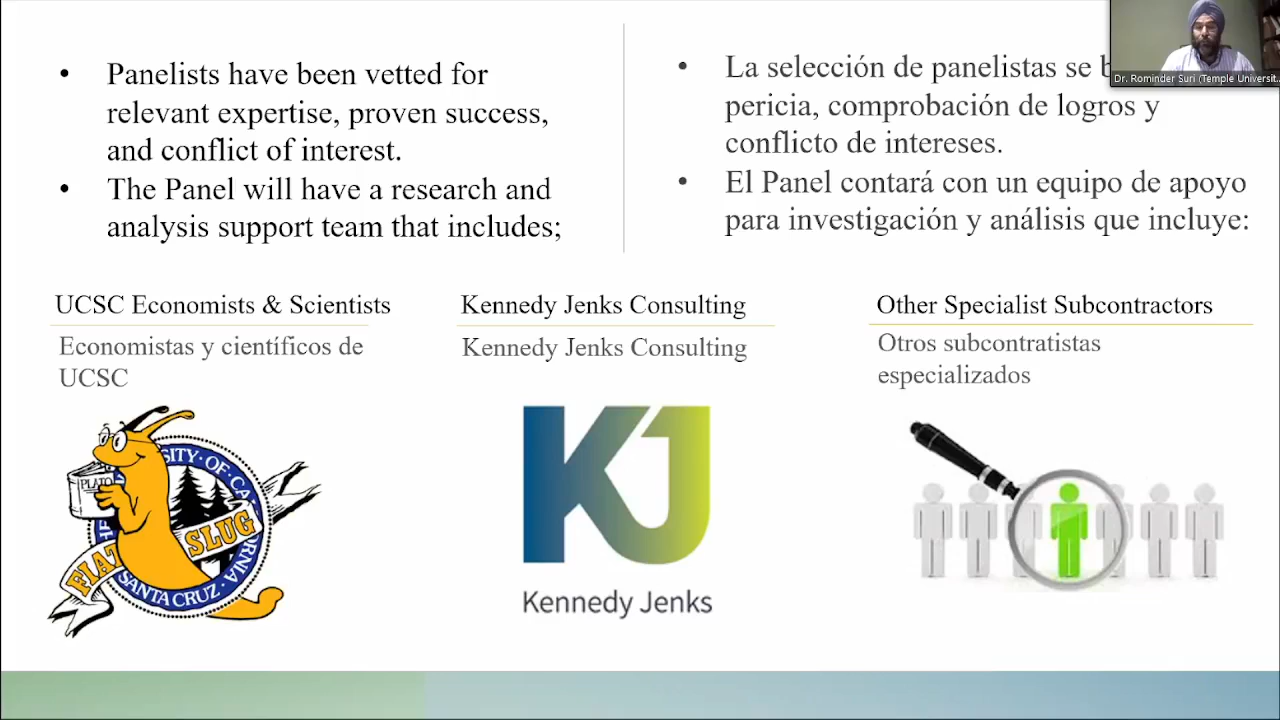 Panelists have been vetted for
relevant expertise, proven success,
and conflict of interest.
The Panel will have a research and
analysis support team that includes;
La selección de panelistas se
pericia, comprobación de logros y
conflicto de intereses.
El Panel contará con un equipo de apoyo
para investigación y análisis que incluye:
Dr. Rominder Suri (Temple Universit...
UCSC Economists & Scientists
Economistas y científicos de
UCSC
Kennedy Jenks Consulting
Kennedy Jenks Consulting
Other Specialist Subcontractors
Otros subcontratistas
especializados
PLATO
SITY·OF·CA
ORNIA
SANTA CRUZ
FIAT
SLUG
KJ
Kennedy Jenks